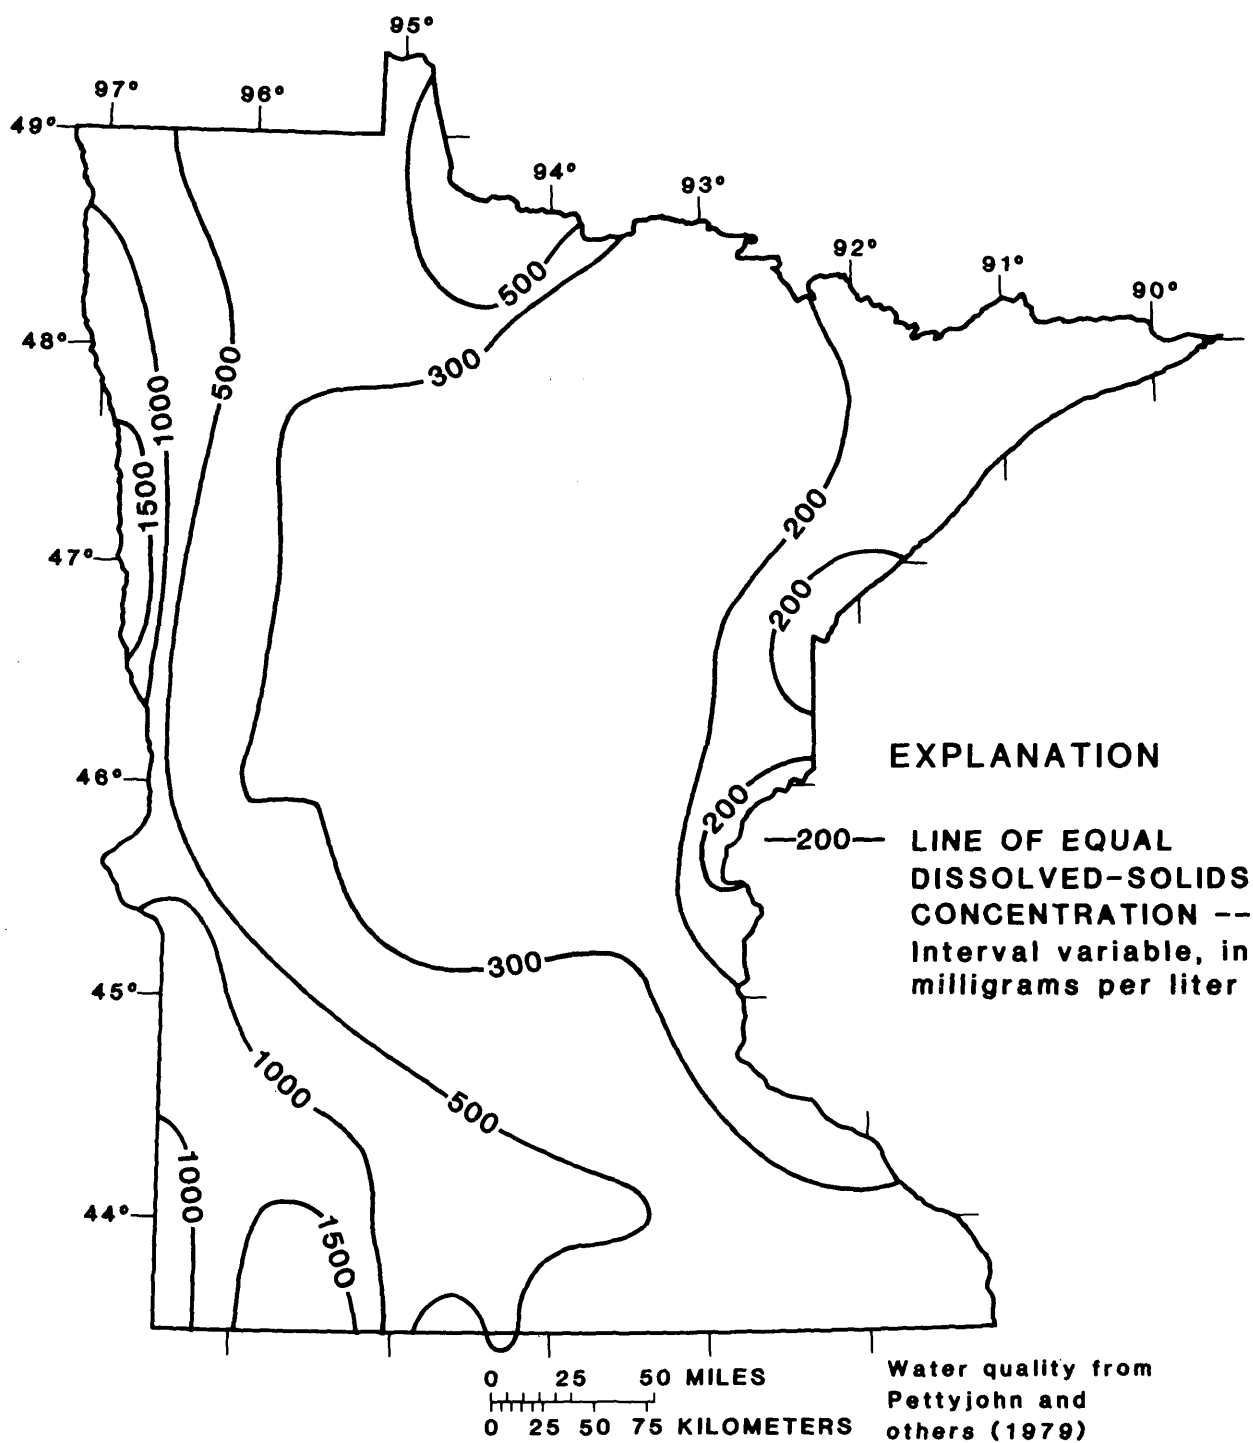 95°
97°
96°
49°
94°
93°
92°
91°
90°
500
48°
300
500
1000
1500
200
47°
200
EXPLANATION
46°
200
—200— LINE OF EQUAL
DISSOLVED-SOLIDS
CONCENTRATION --
Interval variable, in
milligrams per liter
300
45°
1000
500
1000
44°
1500
0 25 50 MILES
0 25 50 75 KILOMETERS
Water quality from
Pettyjohn and
others (1979)